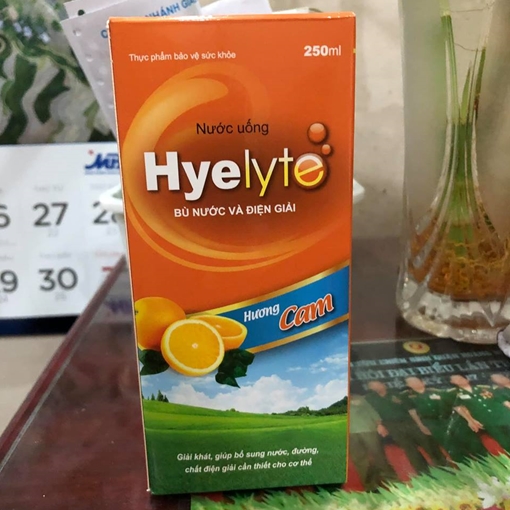 Thực phẩm bảo vệ sức khỏe
250ml
Nước uống
Hyelyte
BÙ NƯỚC VÀ ĐIỆN GIẢI
Hương Cam
Giải khát, giúp bổ sung nước, đường,
chất điện giải cần thiết cho cơ thể
27
30